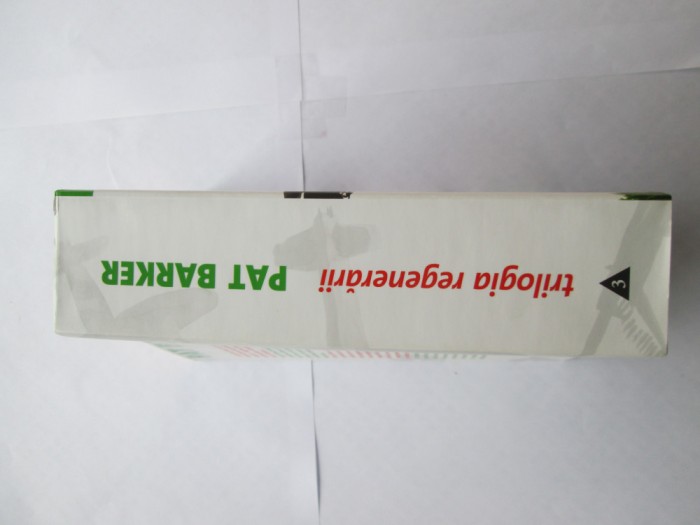 3
trilogia regenerării
PAT BARKER